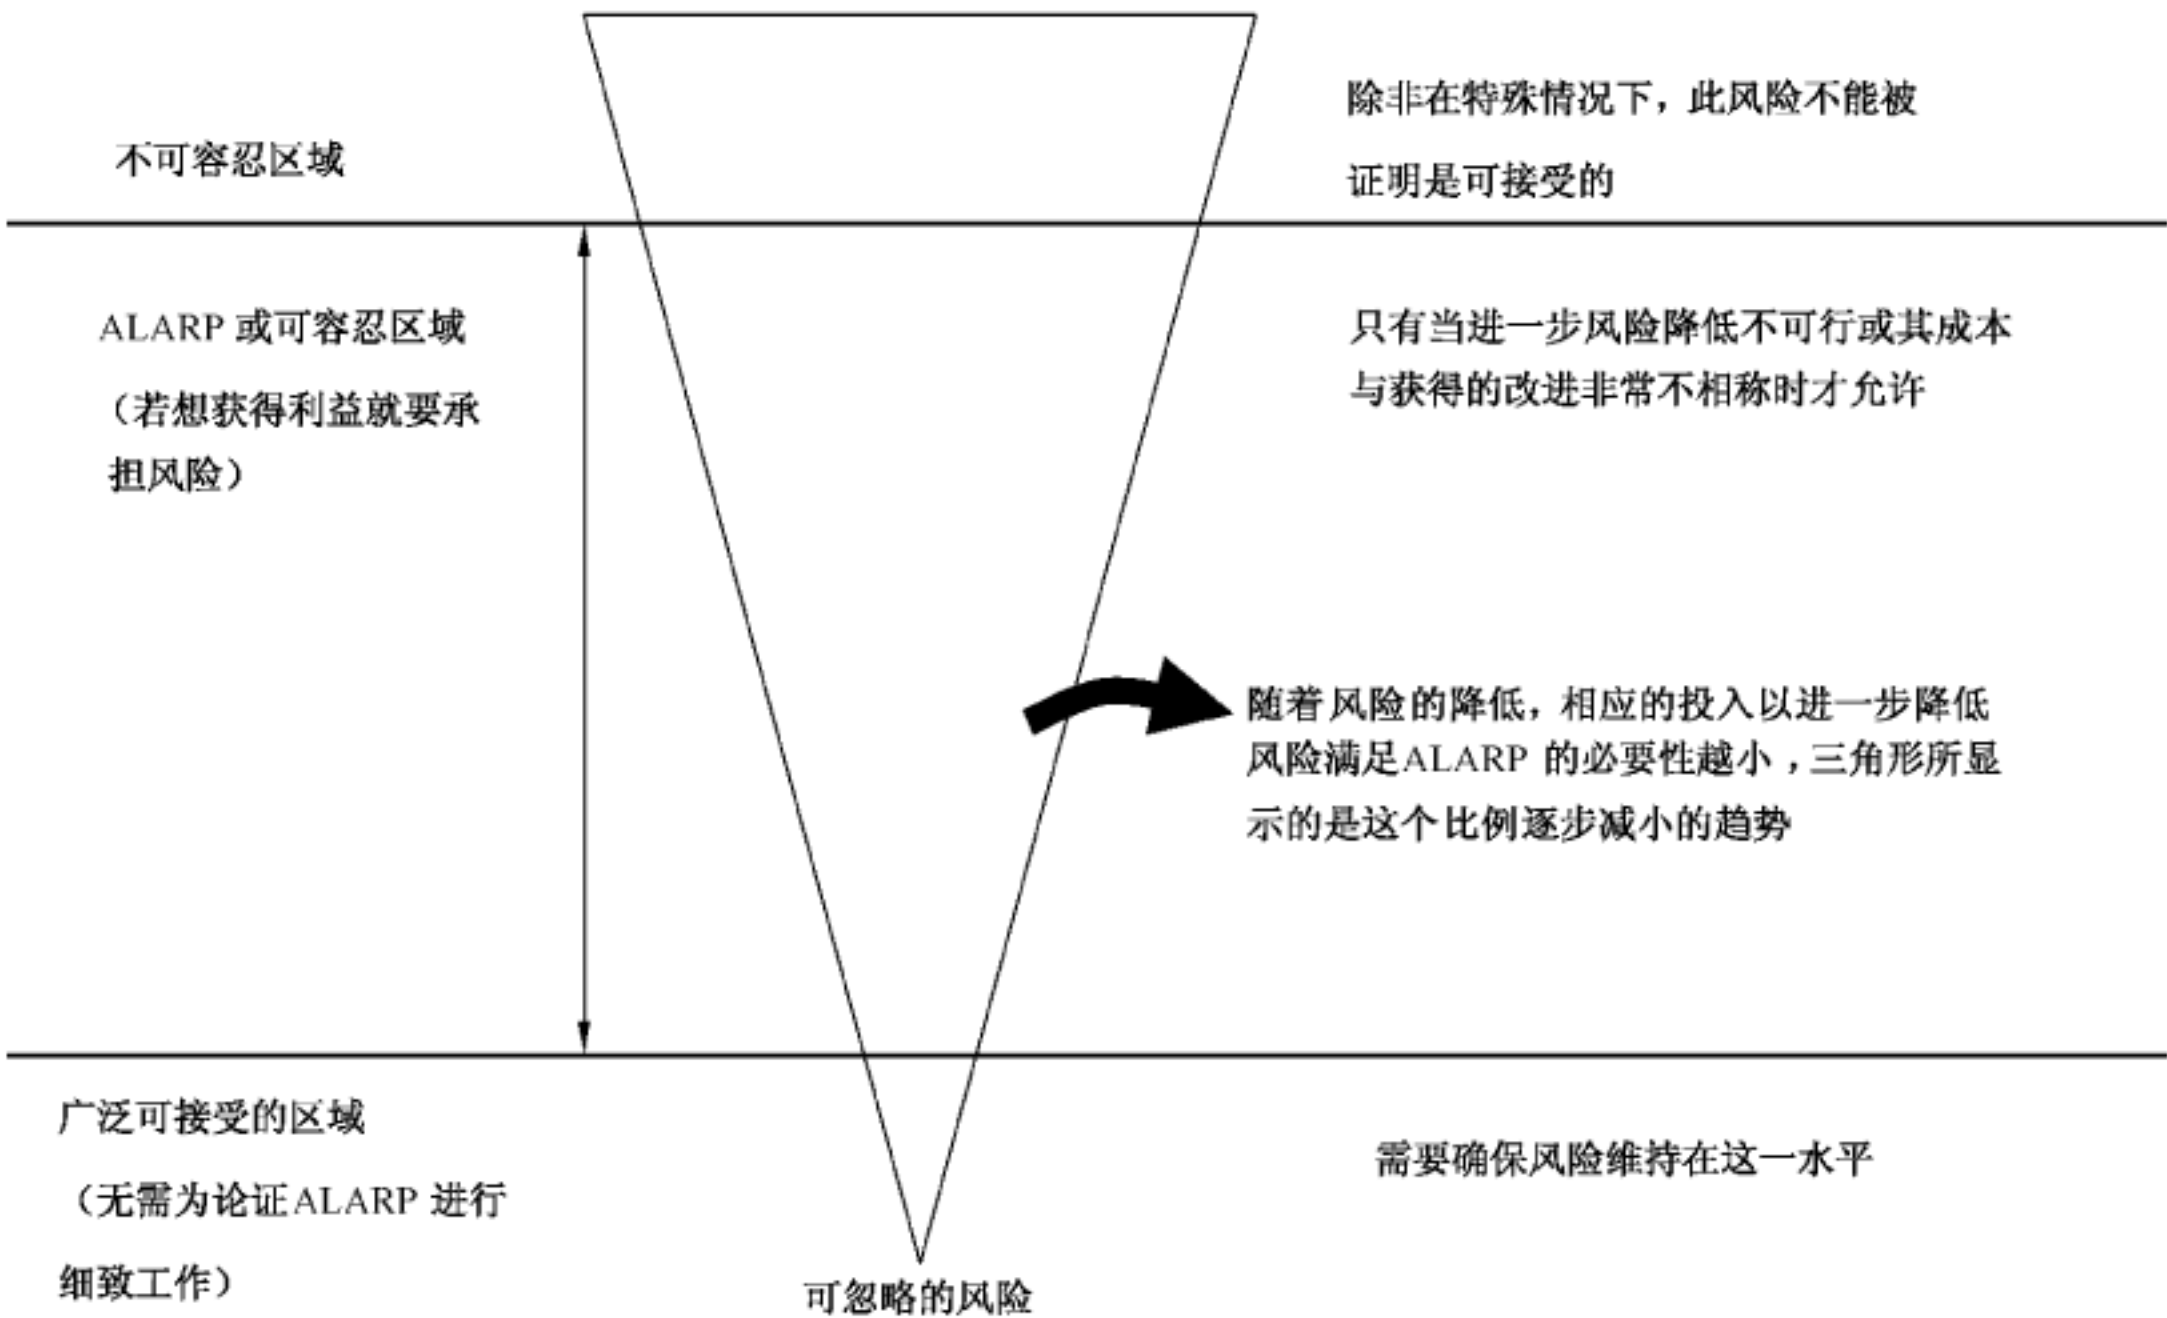 不可容忍区域
除非在特殊情况下，此风险不能被
证明是可接受的
ALARP 或可容忍区域
（若想获得利益就要承
担风险）
只有当进一步风险降低不可行或其成本
与获得的改进非常不相称时才允许
随着风险的降低，相应的投入以进一步降低
风险满足ALARP 的必要性越小，三角形所显
示的是这个比例逐步减小的趋势
广泛可接受的区域
（无需为论证ALARP 进行
细致工作）
需要确保风险维持在这一水平
可忽略的风险